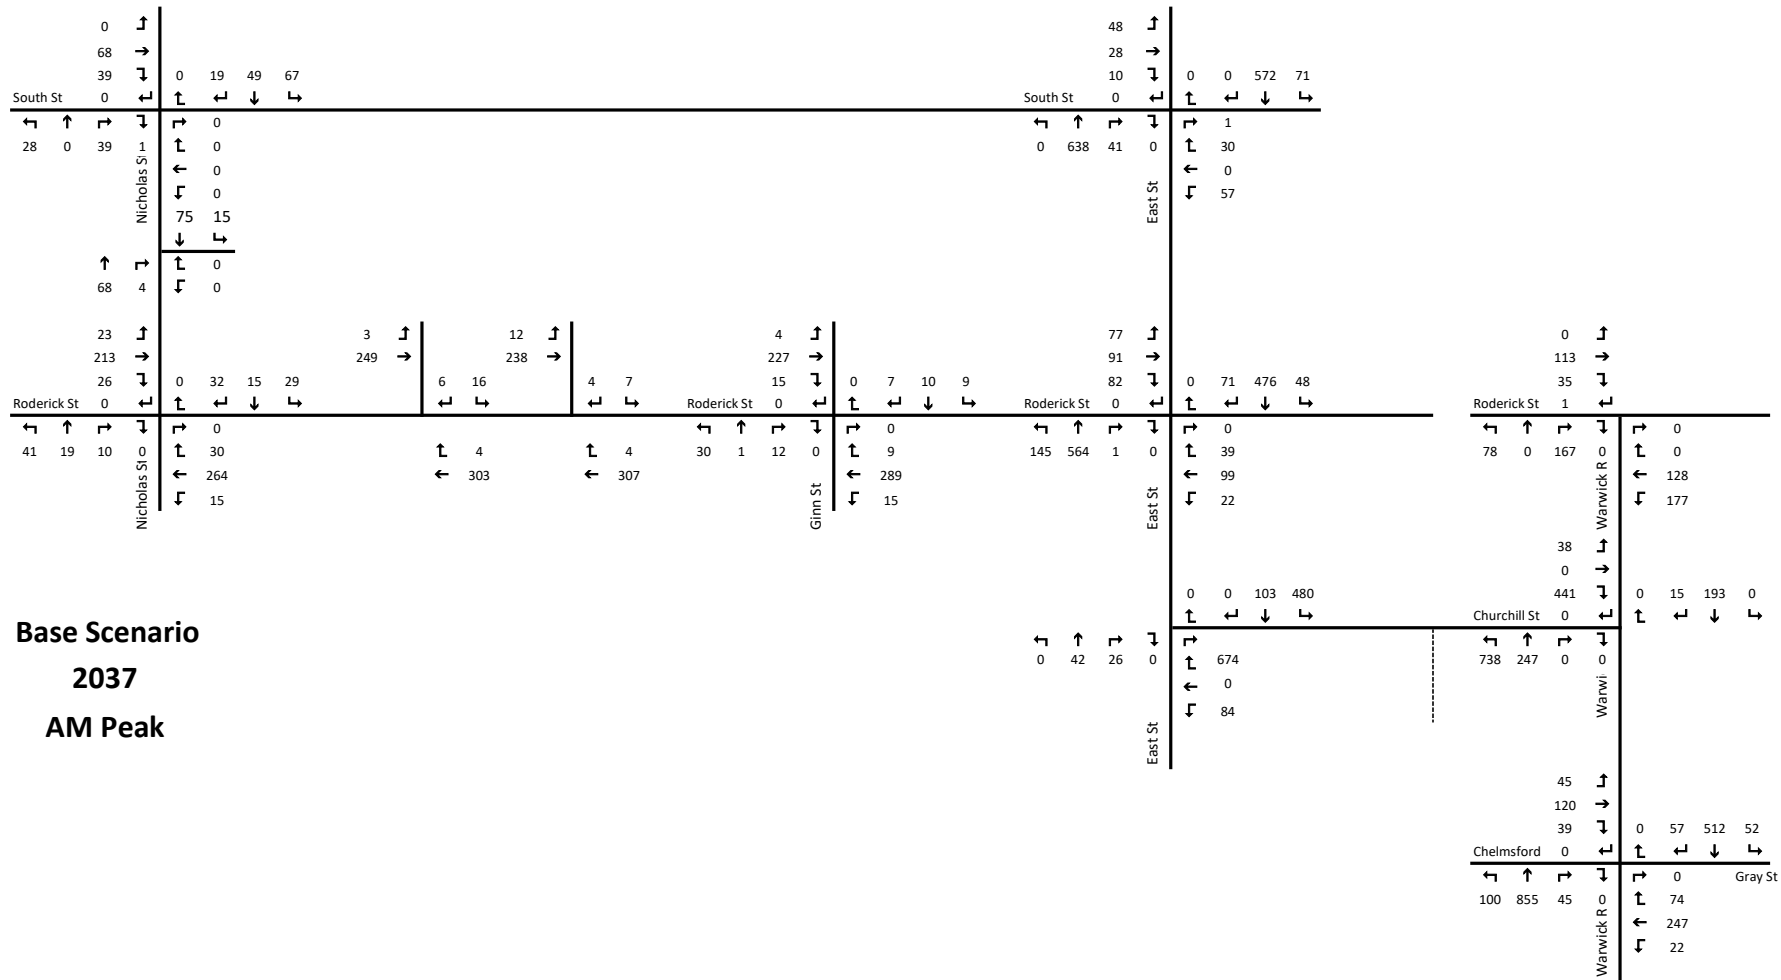 0 48
68 28
39 0 19 49 67 10 0 0 572 71
South St 0 South St 0
0 1
28 0 39 1 0 0 638 41 0 30
0 0
0 57
Nicholas St
East St
75 15
0
68 4 0
23 3 12 4 77 0
213 249 238 227 91 113
26 0 32 15 29 6 16 4 7 15 0 7 10 9 82 0 71 476 48 35
Roderick St 0 Roderick St 0 Roderick St 0 Roderick St 1
0 0 0 0
41 19 10 0 30 4 4 30 1 12 0 9 145 564 1 0 39 78 0 167 0 0
264 303 307 289 99 128
15 15 22 177
Nicholas St
Ginn St
East St
Warwick R
38
0
0 0 103 480 441 0 15 193 0
Churchill St 0
0 42 26 0 674 738 247 0 0
0
84
East St
Warwi
Base Scenario
2037
AM Peak
45
120
39 0 57 512 52
Chelmsford 0
0 Gray St
100 855 45 0 74
247
22
Warwick R